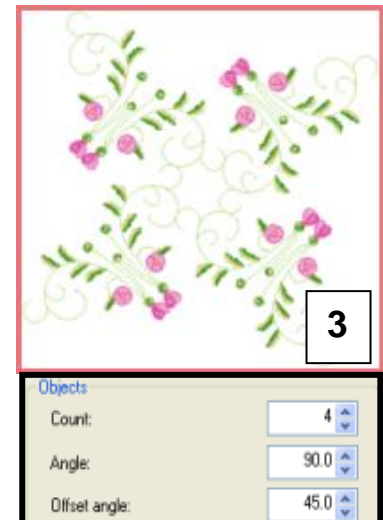 3
Objects
Count: 4
Angle: 90.0
Offset angle: 45.0